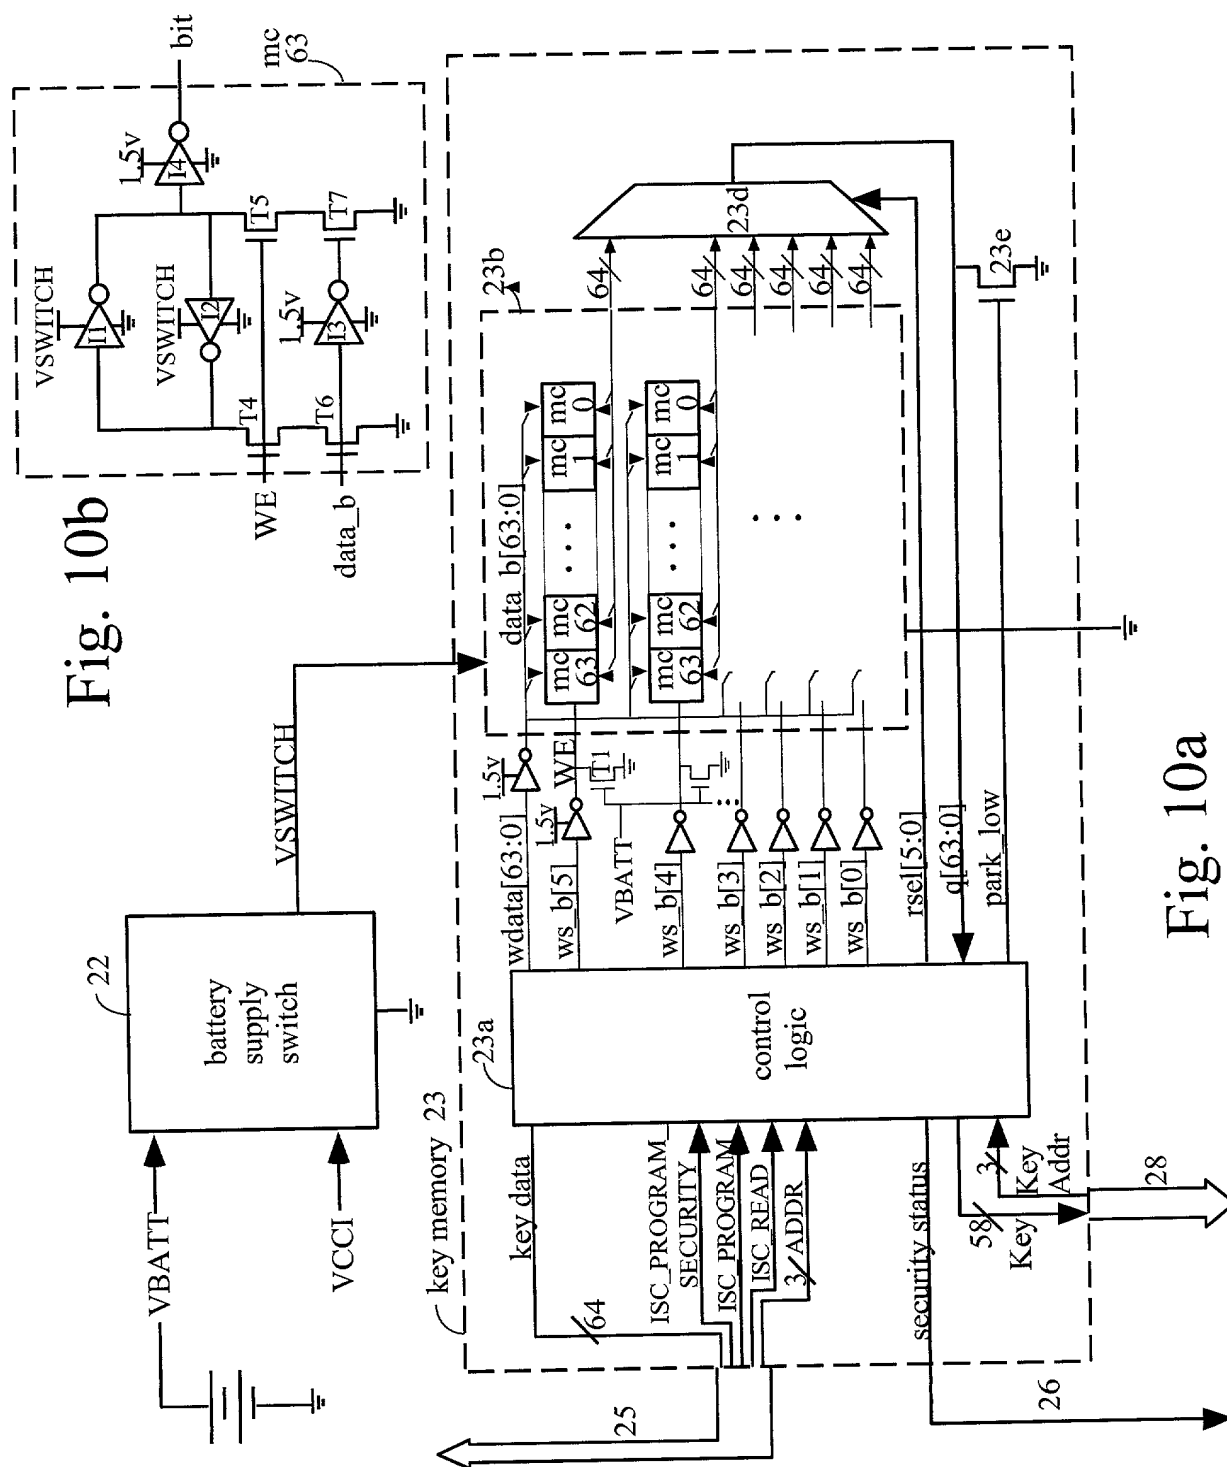 Fig. 10b
mc
63
bit
VSWITCH
I1
VSWITCH
I2
1.5v
I4
T4
T5
T6
T7
1.5v
I3
WE
data_b
Fig. 10a
VBATT
VCCI
22
battery
supply
switch
VSWITCH
key memory 23
23a
control
logic
key data
64
ISC_PROGRAM_
SECURITY
ISC_PROGRAM
ISC_READ
3 ADDR
25
security status
26
58
Key
3
Key
Addr
28
wdata[63:0]
1.5v
ws_b[5]
1.5v
WE
T1
VBATT
ws_b[4]
ws_b[3]
ws_b[2]
ws_b[1]
ws_b[0]
rsel[5:0]
q[63:0]
park_low
23b
data_b[63:0]
mc
63
mc
62
• • •
mc
1
mc
0
mc
63
mc
62
• • •
mc
1
mc
0
• • •
64
64
64
64
64
64
23d
23e